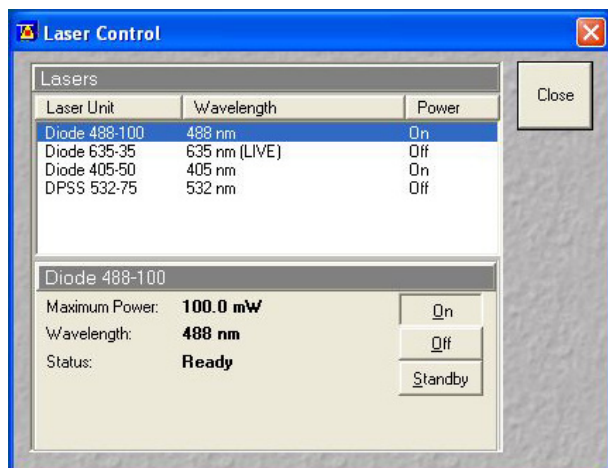 Laser Control
Lasers
Close
Laser Unit Wavelength Power
Diode 488-100 488 nm On
Diode 635-35 635 nm (LIVE) Off
Diode 405-50 405 nm On
DPSS 532-75 532 nm Off
Diode 488-100
Maximum Power: 100.0 mW On
Wavelength: 488 nm Off
Status: Ready Standby